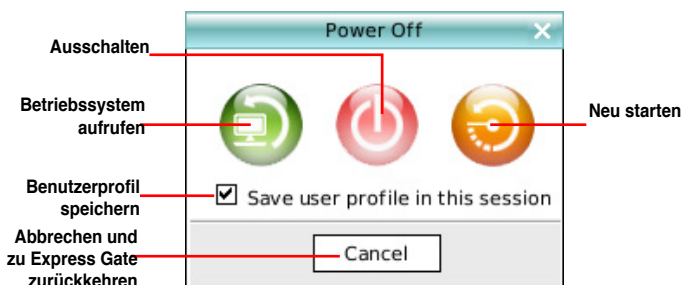 Power Off
Ausschalten
Betriebssystem
aufrufen
Neu starten
Benutzerprofil
speichern
Save user profile in this session
Abbrechen und
zu Express Gate
zurückkehren
Cancel